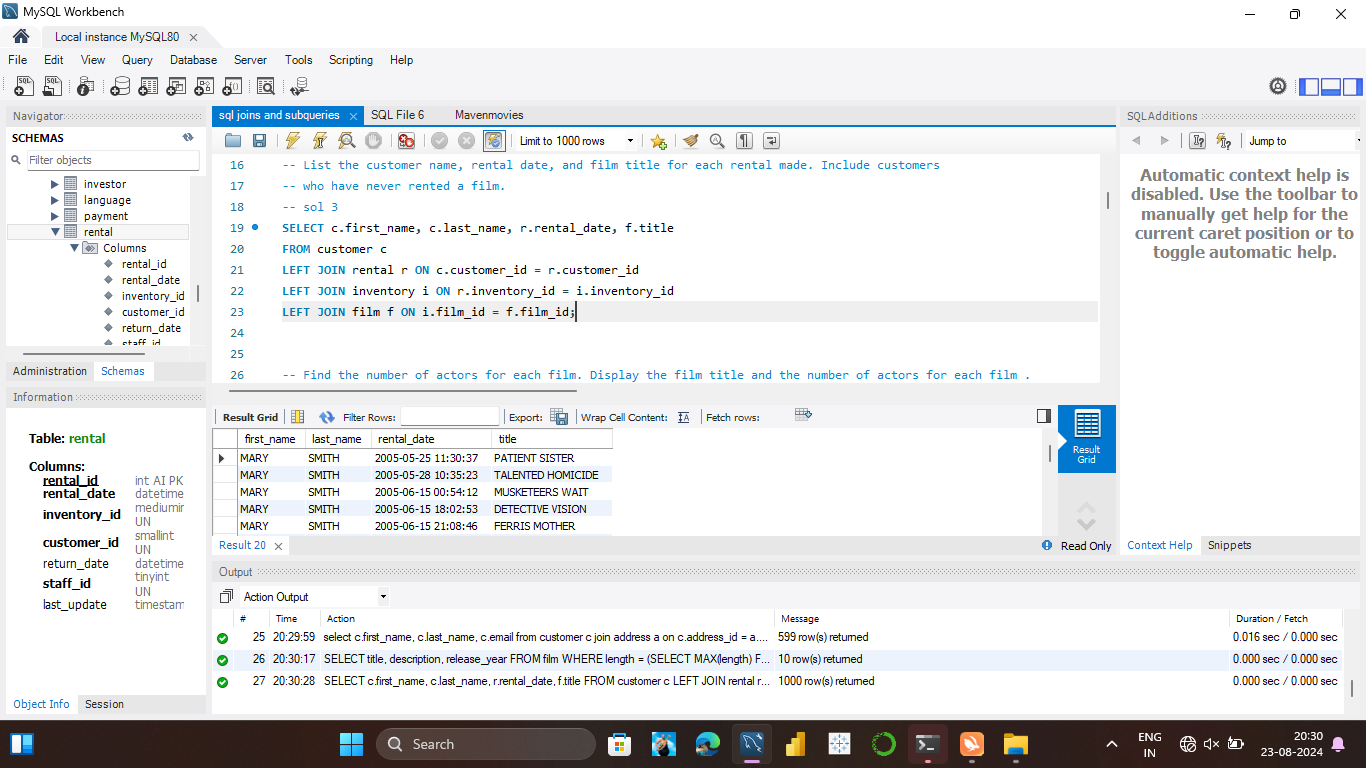 MySQL Workbench
Local instance MySQL80
File Edit View Query Database Server Tools Scripting Help
Navigator
SCHEMAS
Filter objects
investor
language
payment
rental
Columns
rental_id
rental_date
inventory_id
customer_id
return_date
staff_id
Administration Schemas
Information
Table: rental
Columns:
rental_id int AI PK
rental_date datetime
inventory_id mediumin
UN
customer_id smallint
UN
return_date datetime
staff_id tinyint
UN
last_update timestam
Object Info Session
sql joins and subqueries SQL File 6 Mavenmovies
Limit to 1000 rows
16 -- List the customer name, rental date, and film title for each rental made. Include customers
17 -- who have never rented a film.
18 -- sol 3
19 SELECT c.first_name, c.last_name, r.rental_date, f.title
20 FROM customer c
21 LEFT JOIN rental r ON c.customer_id = r.customer_id
22 LEFT JOIN inventory i ON r.inventory_id = i.inventory_id
23 LEFT JOIN film f ON i.film_id = f.film_id;
24
25
26 -- Find the number of actors for each film. Display the film title and the number of actors for each film .
Result Grid Filter Rows: Export: Wrap Cell Content: Fetch rows:
first_name last_name rental_date title
MARY SMITH 2005-05-25 11:30:37 PATIENT SISTER
MARY SMITH 2005-05-28 10:35:23 TALENTED HOMICIDE
MARY SMITH 2005-06-15 00:54:12 MUSKETEERS WAIT
MARY SMITH 2005-06-15 18:02:53 DETECTIVE VISION
MARY SMITH 2005-06-15 21:08:46 FERRIS MOTHER
Result
Grid
Result 20
Read Only
Output
Action Output
# Time Action Message Duration / Fetch
25 20:29:59 select c.first_name, c.last_name, c.email from customer c join address a on c.address_id = a.... 599 row(s) returned 0.016 sec / 0.000 sec
26 20:30:17 SELECT title, description, release_year FROM film WHERE length = (SELECT MAX(length) F... 10 row(s) returned 0.000 sec / 0.000 sec
27 20:30:28 SELECT c.first_name, c.last_name, r.rental_date, f.title FROM customer c LEFT JOIN rental r... 1000 row(s) returned 0.000 sec / 0.000 sec
SQLAdditions
Jump to
Automatic context help is
disabled. Use the toolbar to
manually get help for the
current caret position or to
toggle automatic help.
Context Help Snippets
Search
ENG
IN
20:30
23-08-2024